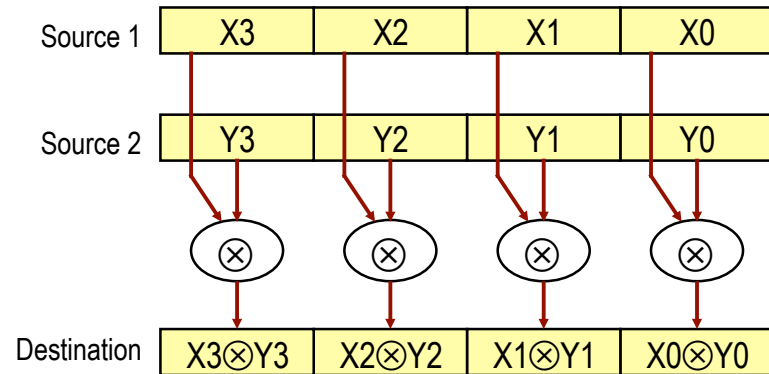 Source 1 X3 X2 X1 X0
Source 2 Y3 Y2 Y1 Y0
⊗ ⊗ ⊗ ⊗
Destination X3⊗Y3 X2⊗Y2 X1⊗Y1 X0⊗Y0